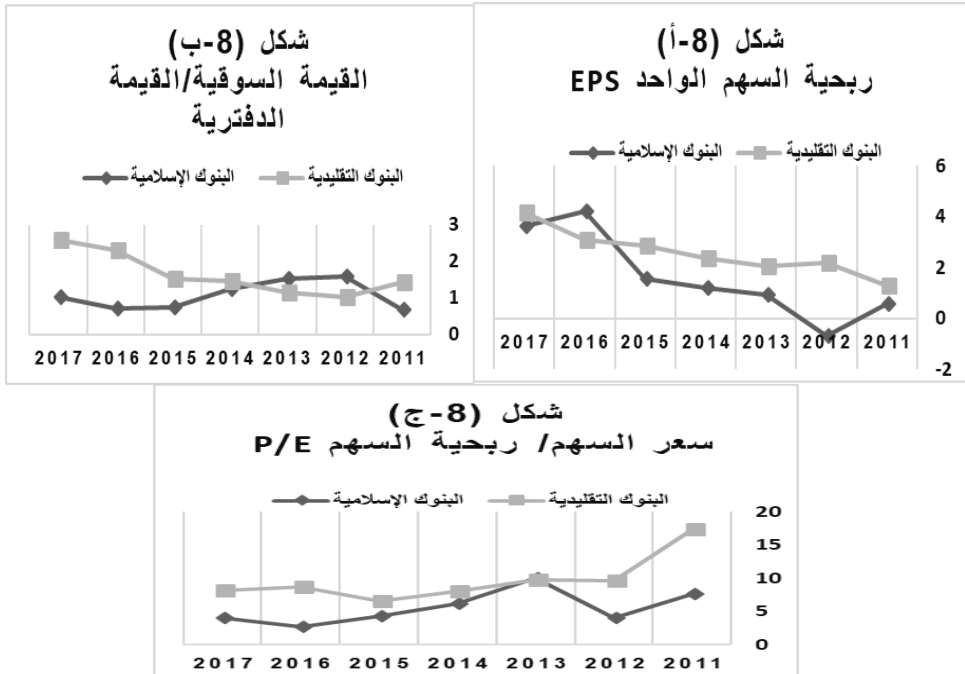 شكل (8-أ)
ربحية السهم الواحد EPS
البنوك الإسلامية
البنوك التقليدية
6
4
2
0
-2
2011 2012 2013 2014 2015 2016 2017
شكل (8-ب)
القيمة السوقية/القيمة
الدفترية
البنوك الإسلامية
البنوك التقليدية
3
2
1
0
2011 2012 2013 2014 2015 2016 2017
شكل (8-ج)
سعر السهم/ ربحية السهم P/E
البنوك الإسلامية
البنوك التقليدية
20
15
10
5
0
2011 2012 2013 2014 2015 2016 2017